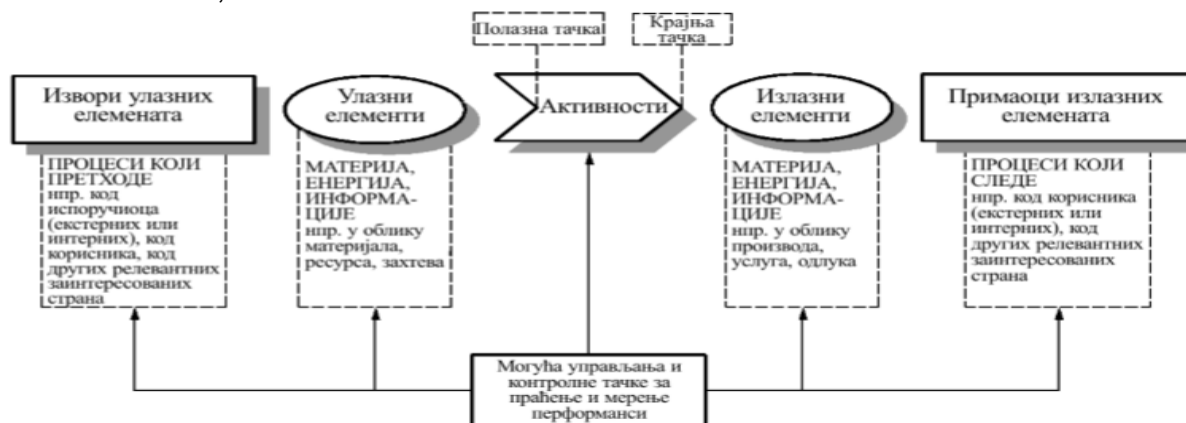 Полазна тачка
Крајња
тачка
Извори улазних
елемената
Улазни
елементи
Активности
Излазни
елементи
Примаоци излазних
елемената
ПРОЦЕСИ КОЈИ
ПРЕТХОДЕ
нпр. код
испоручиоца
(екстерних или
интерних), код
корисника, код
других релевантних
заинтересованих
страна
МАТЕРИЈА,
ЕНЕРГИЈА,
ИНФОРМА-
ЦИЈЕ
нпр. у облику
материјала,
ресурса, захтева
МАТЕРИЈА,
ЕНЕРГИЈА,
ИНФОРМА-
ЦИЈЕ
нпр. у облику
производа,
услуга, одлука
ПРОЦЕСИ КОЈИ
СЛЕДЕ
нпр. код корисника
(екстерних или
интерних), код
других релевантних
заинтересованих
страна
Могућа управљања и
контролне тачке за
праћење и мерење
перформанси